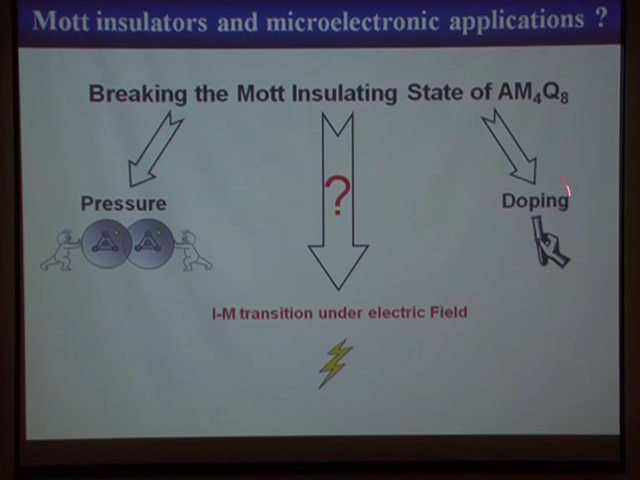 Mott insulators and microelectronic applications ?
Breaking the Mott Insulating State of AM₄Q₈
Pressure
?
Doping
I-M transition under electric Field